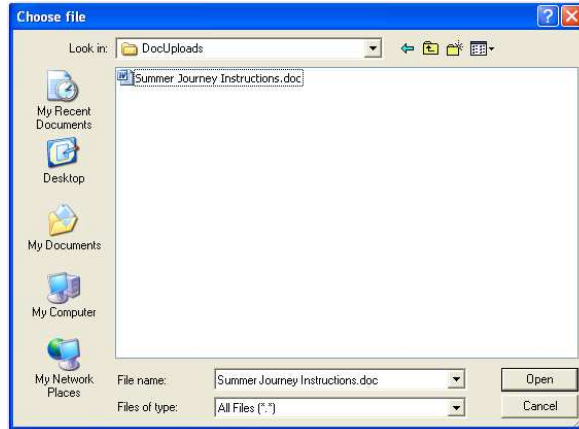 Choose file
Look in: DocUploads
Summer Journey Instructions.doc
My Recent
Documents
Desktop
My Documents
My Computer
My Network
Places
File name: Summer Journey Instructions.doc Open
Files of type: All Files (*.*) Cancel